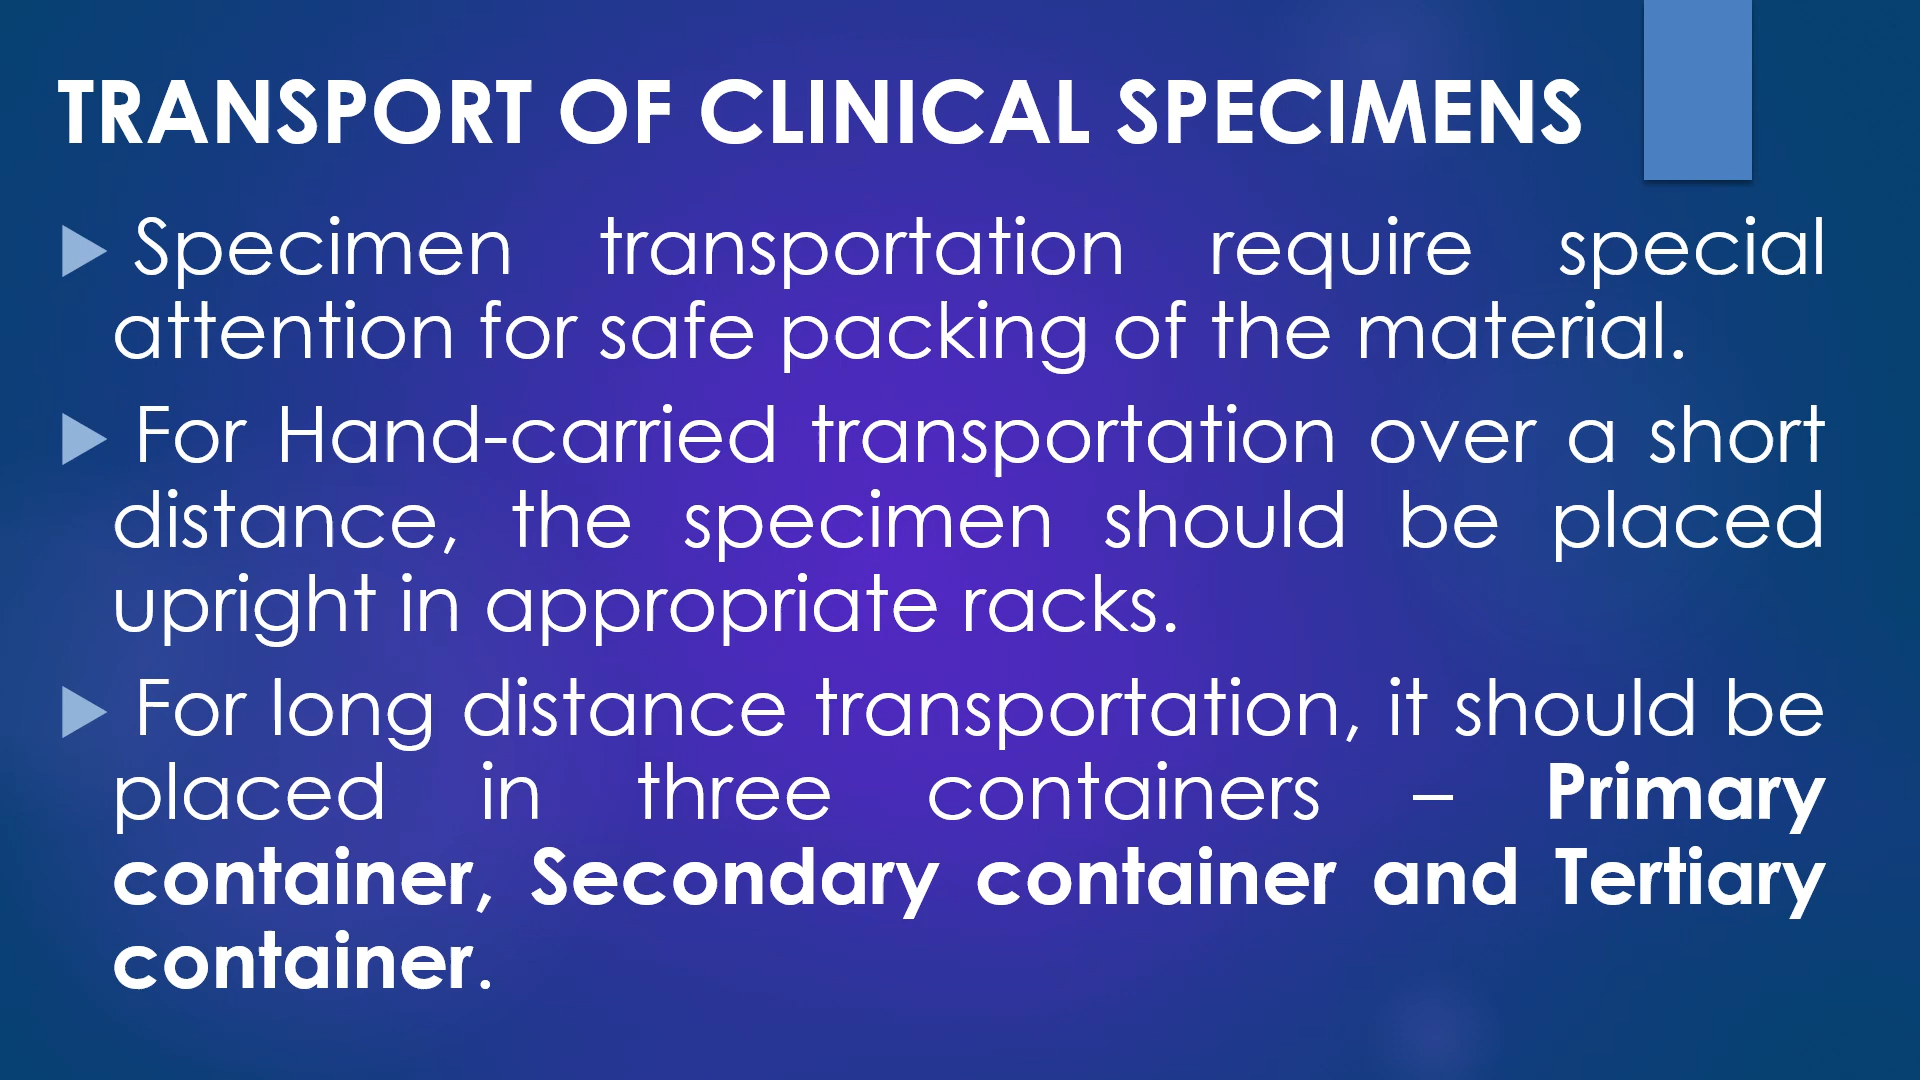 TRANSPORT OF CLINICAL SPECIMENS
Specimen transportation require special
attention for safe packing of the material.
For Hand-carried transportation over a short
distance, the specimen should be placed
upright in appropriate racks.
For long distance transportation, it should be
placed in three containers – Primary
container, Secondary container and Tertiary
container.